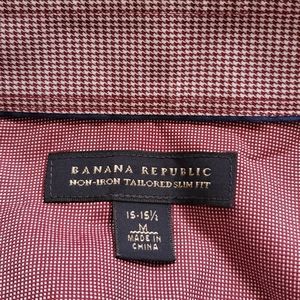 BANANA REPUBLIC
NON-IRON TAILORED SLIM FIT
15-15½
M
MADE IN
CHINA